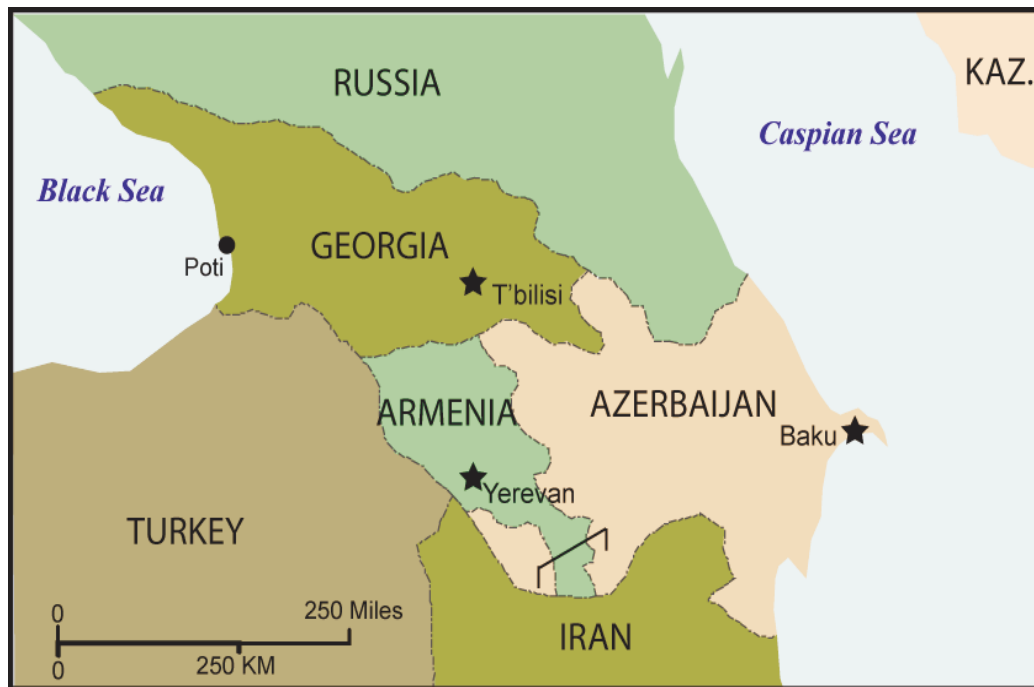 RUSSIA
KAZ.
Caspian Sea
Black Sea
GEORGIA
Poti
T'bilisi
ARMENIA
AZERBAIJAN
Baku
Yerevan
TURKEY
IRAN
0
250 Miles
0
250 KM